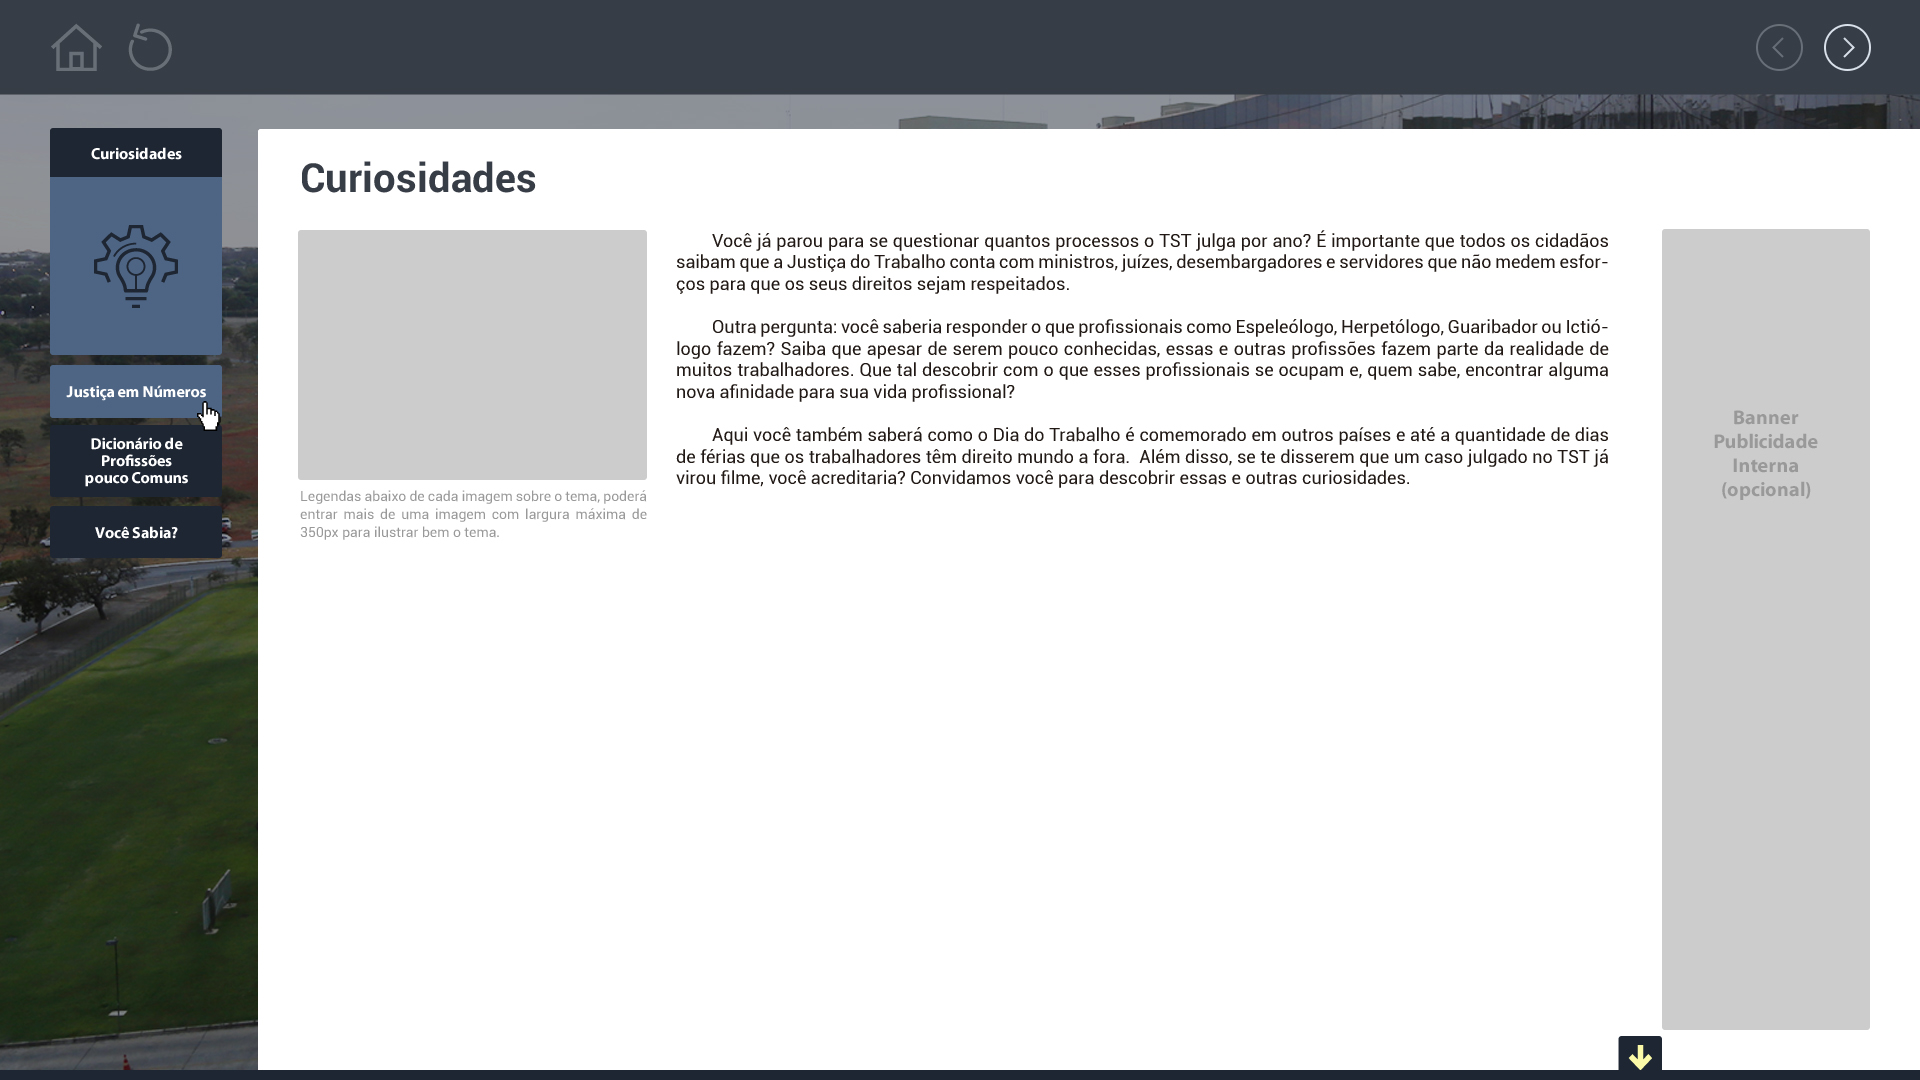 Curiosidades
Justiça em Números
Dicionário de
Profissões
pouco Comuns
Você Sabia?
Curiosidades
Legendas abaixo de cada imagem sobre o tema, poderá
entrar mais de uma imagem com largura máxima de
350px para ilustrar bem o tema.
Você já parou para se questionar quantos processos o TST julga por ano? É importante que todos os cidadãos
saibam que a Justiça do Trabalho conta com ministros, juízes, desembargadores e servidores que não medem esfor-
ços para que os seus direitos sejam respeitados.
Outra pergunta: você saberia responder o que profissionais como Espeleólogo, Herpetólogo, Guaribador ou Ictió-
logo fazem? Saiba que apesar de serem pouco conhecidas, essas e outras profissões fazem parte da realidade de
muitos trabalhadores. Que tal descobrir com o que esses profissionais se ocupam e, quem sabe, encontrar alguma
nova afinidade para sua vida profissional?
Aqui você também saberá como o Dia do Trabalho é comemorado em outros países e até a quantidade de dias
de férias que os trabalhadores têm direito mundo a fora. Além disso, se te disserem que um caso julgado no TST já
virou filme, você acreditaria? Convidamos você para descobrir essas e outras curiosidades.
Banner
Publicidade
Interna
(opcional)